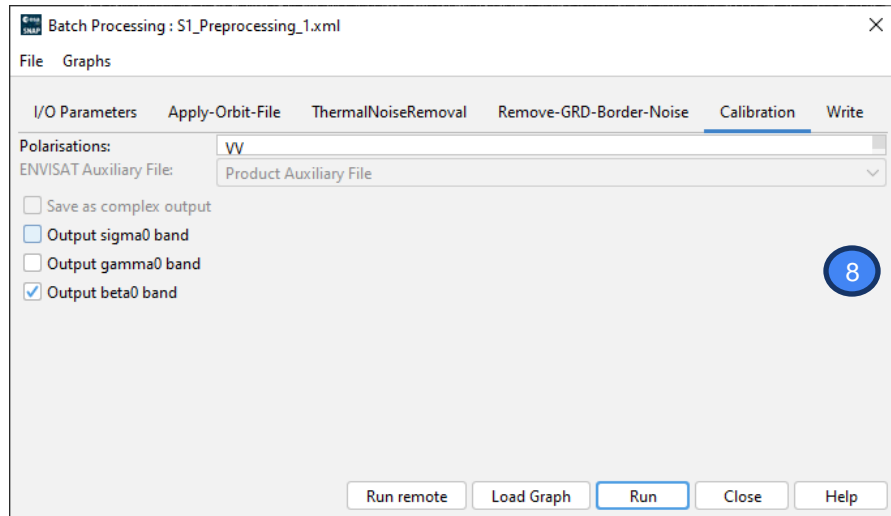 esa
SNAP
Batch Processing : S1_Preprocessing_1.xml
File Graphs
I/O Parameters Apply-Orbit-File ThermalNoiseRemoval Remove-GRD-Border-Noise Calibration Write
Polarisations: VV
ENVISAT Auxiliary File: Product Auxiliary File
Save as complex output
Output sigma0 band
Output gamma0 band
Output beta0 band
8
Run remote Load Graph Run Close Help